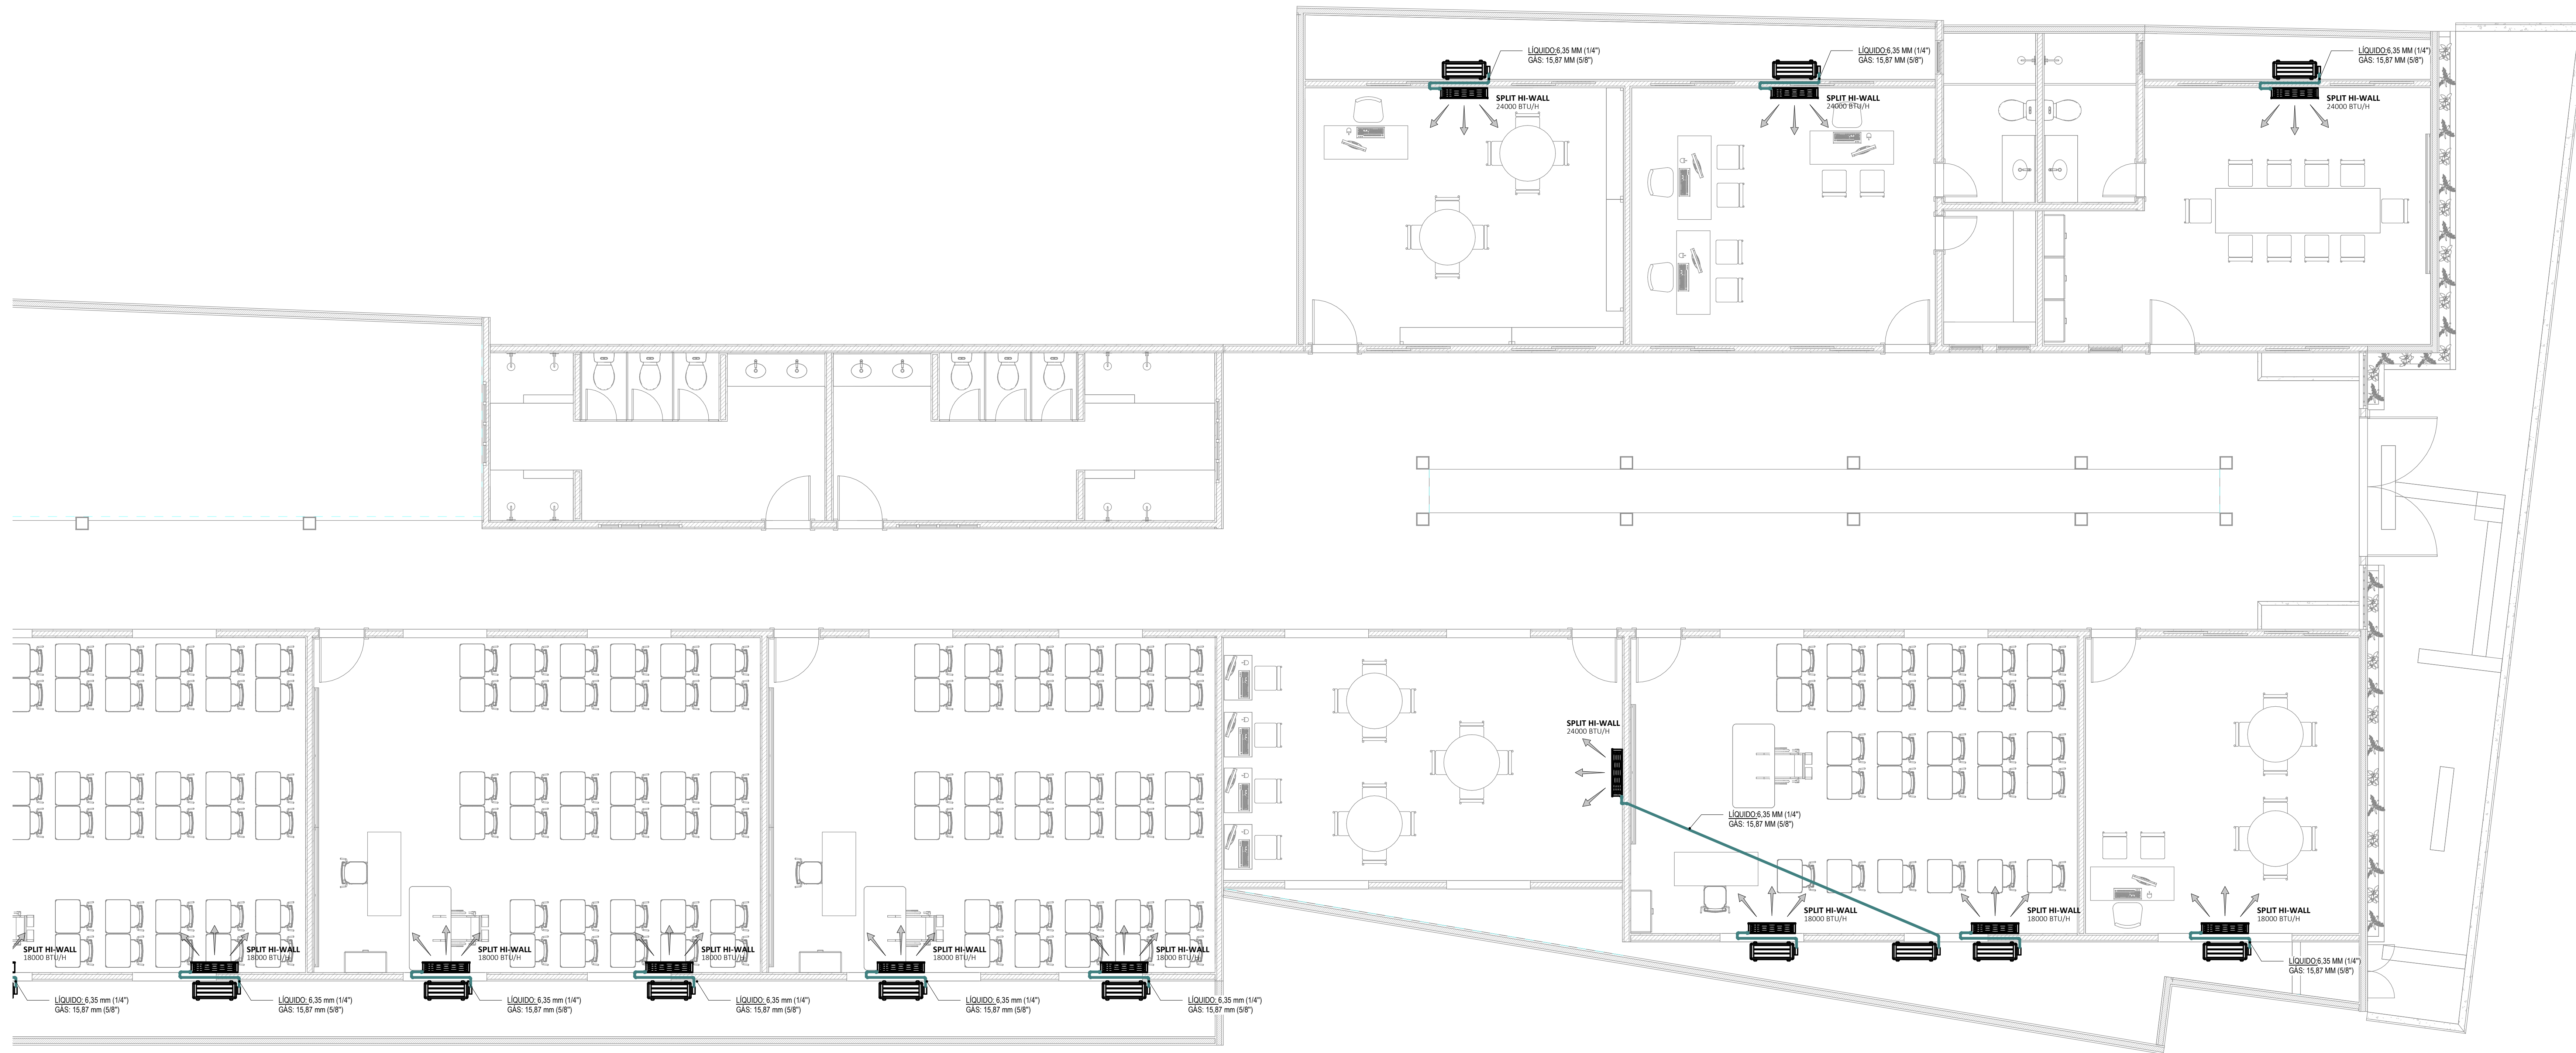 LÍQUIDO:6,35 MM (1/4")
GÁS: 15,87 MM (5/8")
SPLIT HI-WALL
24000 BTU/H
LÍQUIDO:6,35 MM (1/4")
GÁS: 15,87 MM (5/8")
SPLIT HI-WALL
24000 BTU/H
LÍQUIDO:6,35 MM (1/4")
GÁS: 15,87 MM (5/8")
SPLIT HI-WALL
24000 BTU/H
SPLIT HI-WALL
24000 BTU/H
LÍQUIDO:6,35 MM (1/4")
GÁS: 15,87 MM (5/8")
SPLIT HI-WALL
18000 BTU/H
SPLIT HI-WALL
18000 BTU/H
SPLIT HI-WALL
18000 BTU/H
LÍQUIDO:6,35 MM (1/4")
GÁS: 15,87 MM (5/8")
SPLIT HI-WALL
18000 BTU/H
SPLIT HI-WALL
18000 BTU/H
SPLIT HI-WALL
18000 BTU/H
SPLIT HI-WALL
18000 BTU/H
SPLIT HI-WALL
18000 BTU/H
SPLIT HI-WALL
18000 BTU/H
LÍQUIDO: 6,35 mm (1/4")
GÁS: 15,87 mm (5/8")
LÍQUIDO: 6,35 mm (1/4")
GÁS: 15,87 mm (5/8")
LÍQUIDO: 6,35 mm (1/4")
GÁS: 15,87 mm (5/8")
LÍQUIDO: 6,35 mm (1/4")
GÁS: 15,87 mm (5/8")
LÍQUIDO: 6,35 mm (1/4")
GÁS: 15,87 mm (5/8")
LÍQUIDO: 6,35 mm (1/4")
GÁS: 15,87 mm (5/8")